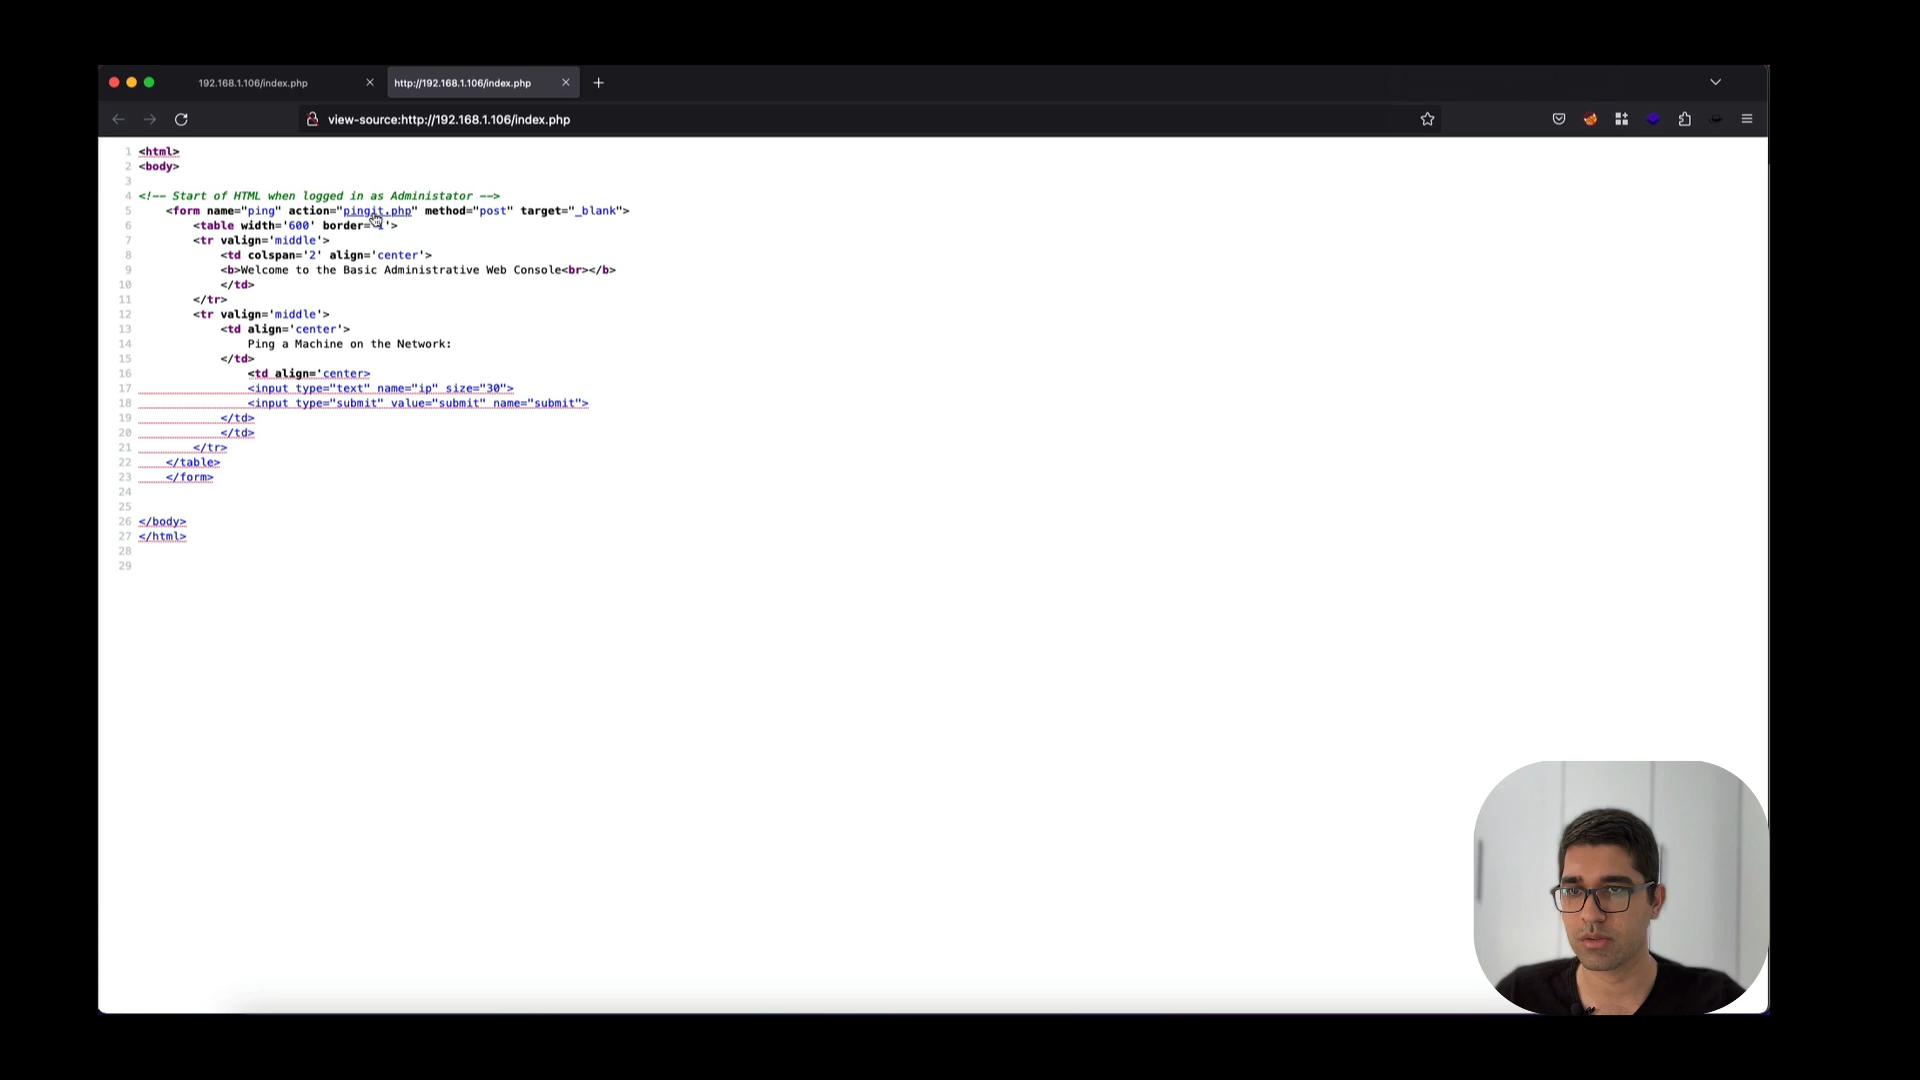 192.168.1.106/index.php
http://192.168.1.106/index.php
view-source:http://192.168.1.106/index.php
1 <html>
2 <body>
3
4 <!-- Start of HTML when logged in as Administator -->
5 <form name="ping" action="pingit.php" method="post" target="_blank">
6 <table width='600' border='1'>
7 <tr valign='middle'>
8 <td colspan='2' align='center'>
9 <b>Welcome to the Basic Administrative Web Console<br></b>
10 </td>
11 </tr>
12 <tr valign='middle'>
13 <td align='center'>
14 Ping a Machine on the Network:
15 </td>
16 <td align='center>
17 <input type="text" name="ip" size="30">
18 <input type="submit" value="submit" name="submit">
19 </td>
20 </td>
21 </tr>
22 </table>
23 </form>
24
25
26 </body>
27 </html>
28
29